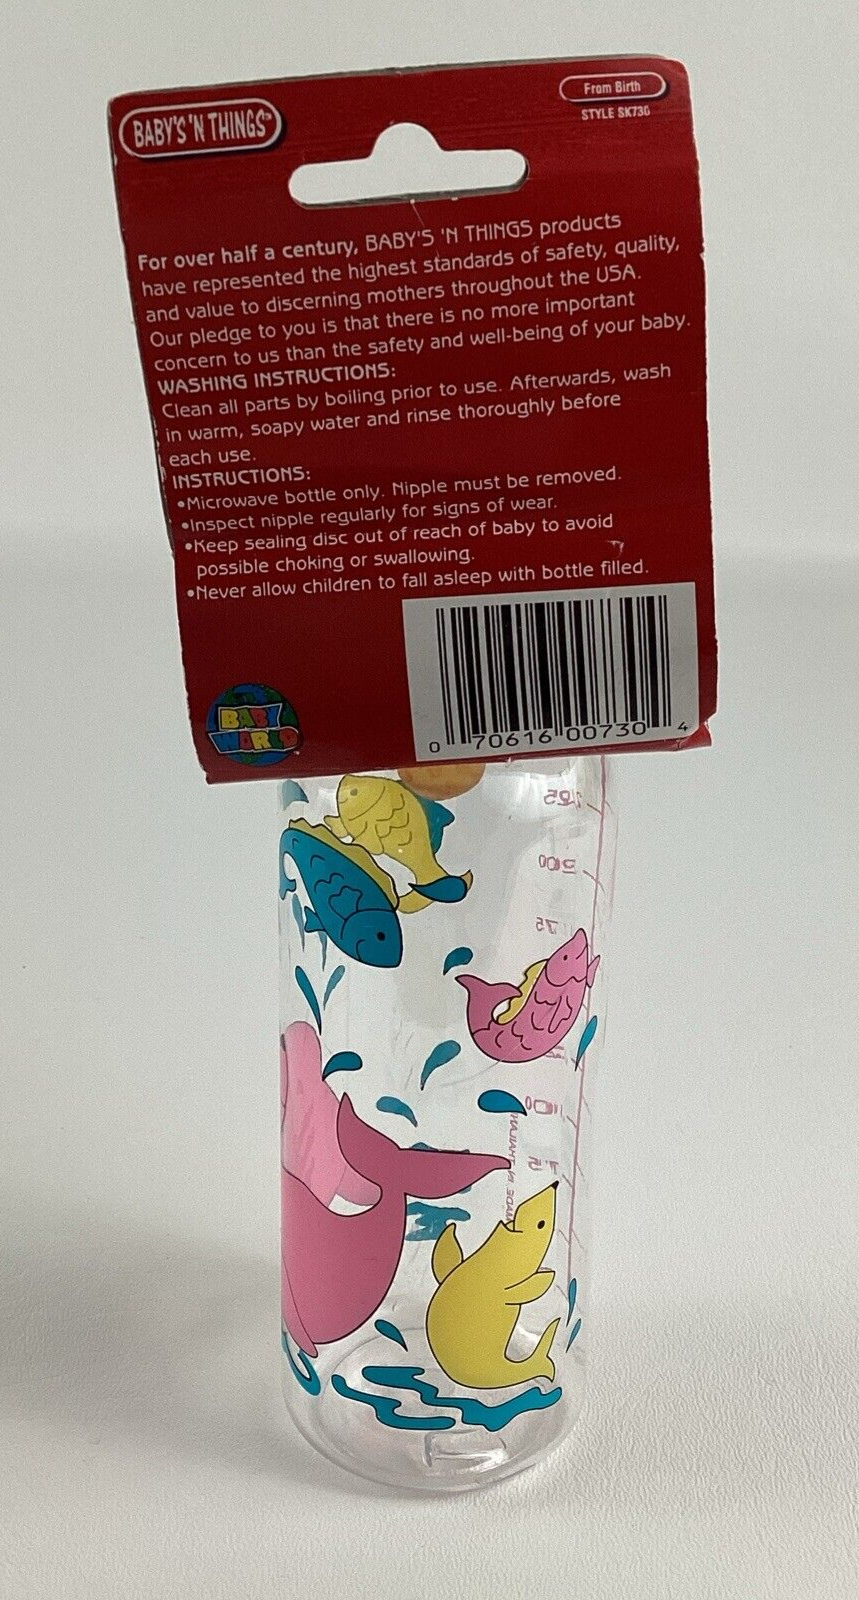 BABY'S 'N THINGS™
From Birth
STYLE SK730
For over half a century, BABY'S 'N THINGS products
have represented the highest standards of safety, quality,
and value to discerning mothers throughout the USA.
Our pledge to you is that there is no more important
concern to us than the safety and well-being of your baby.
WASHING INSTRUCTIONS:
Clean all parts by boiling prior to use. Afterwards, wash
in warm, soapy water and rinse thoroughly before
each use.
INSTRUCTIONS:
•Microwave bottle only. Nipple must be removed.
•Inspect nipple regularly for signs of wear.
•Keep sealing disc out of reach of baby to avoid
possible choking or swallowing.
•Never allow children to fall asleep with bottle filled.
BABY
WORLD
0 70616 00730 4
MADE IN THAILAND